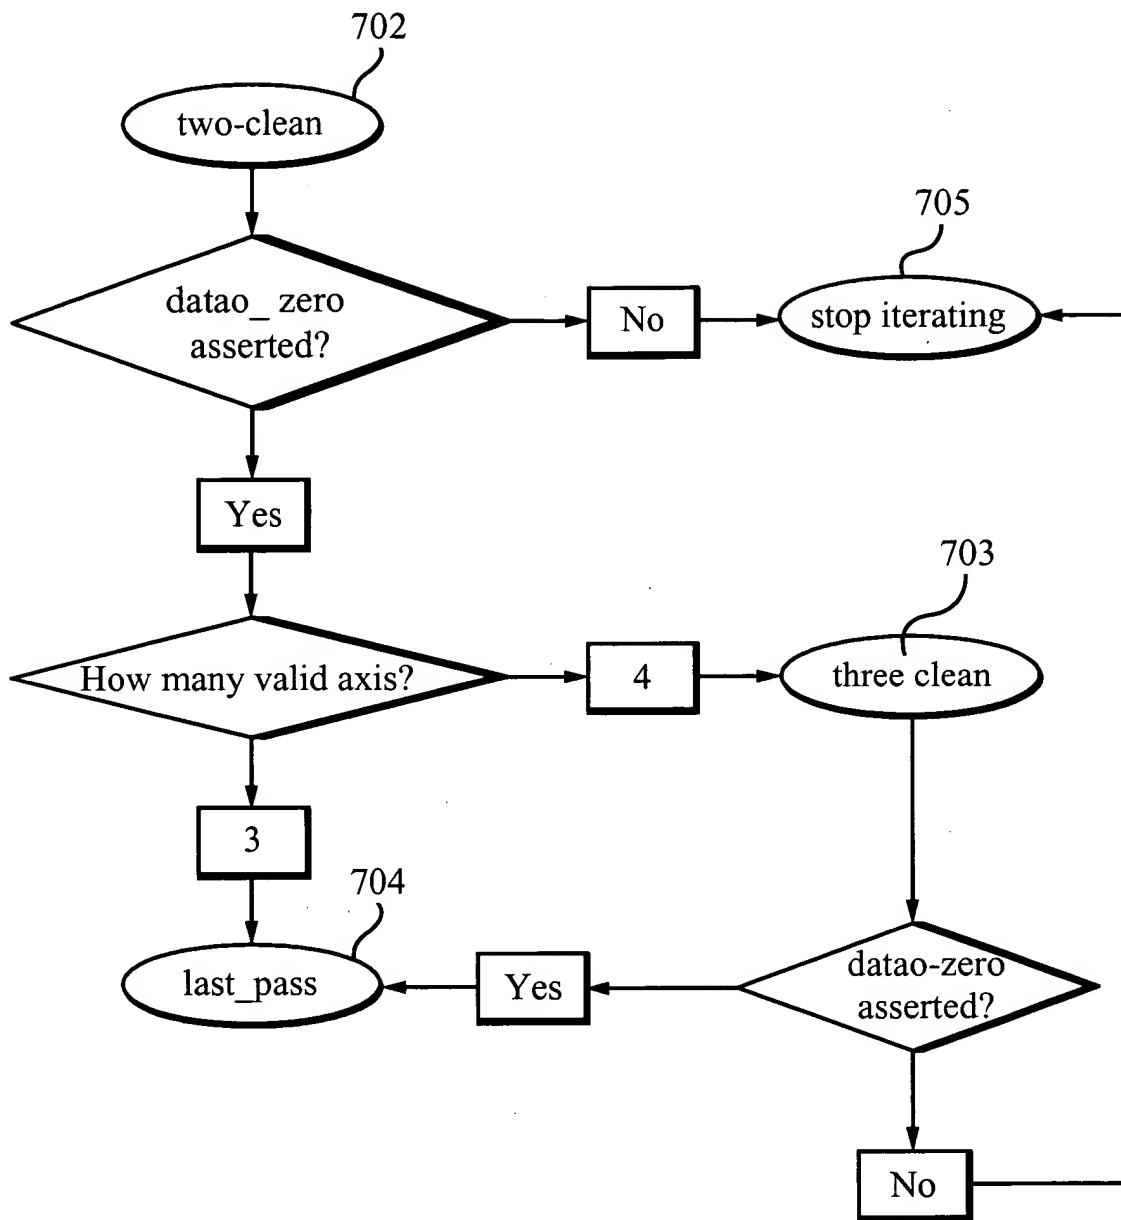 702
two-clean
705
datao_ zero
asserted?
No
stop iterating
Yes
703
How many valid axis?
4
three clean
3
704
last_pass
Yes
datao-zero
asserted?
No